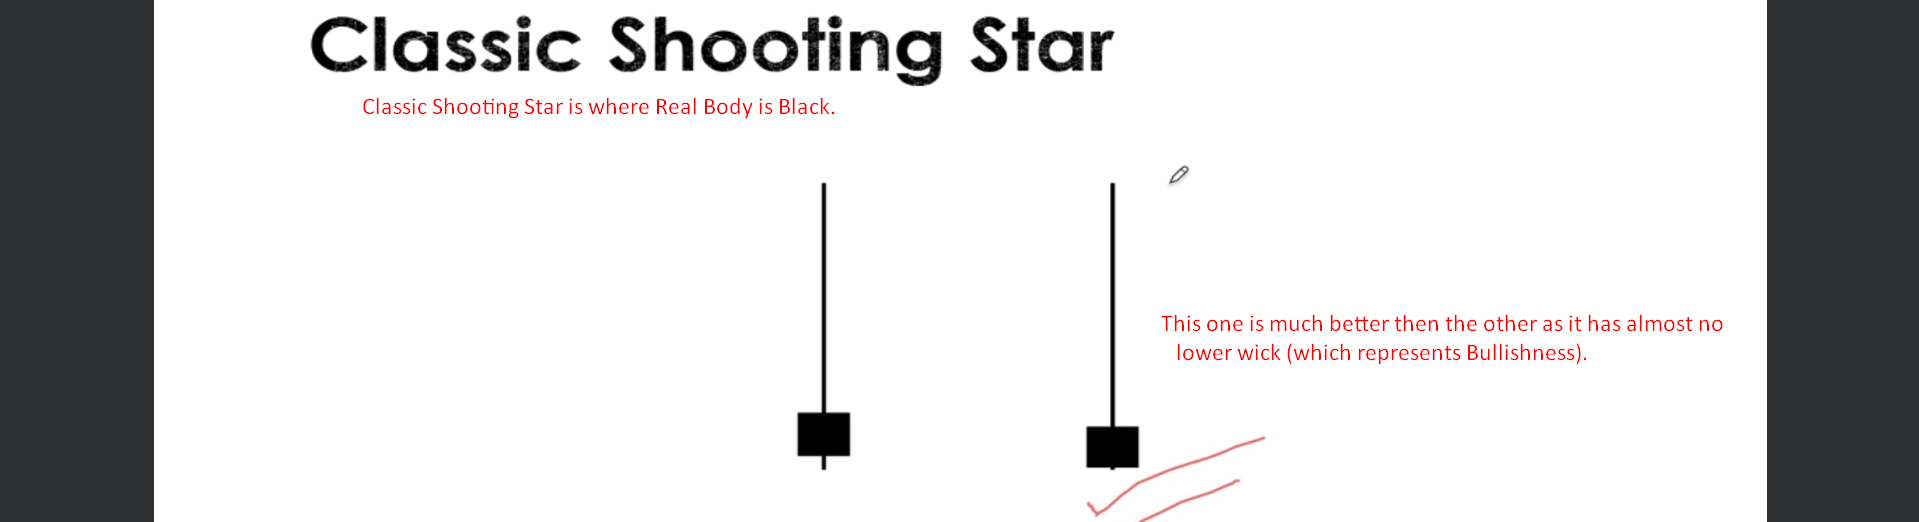 Classic Shooting Star
Classic Shooting Star is where Real Body is Black.
This one is much better then the other as it has almost no
lower wick (which represents Bullishness).